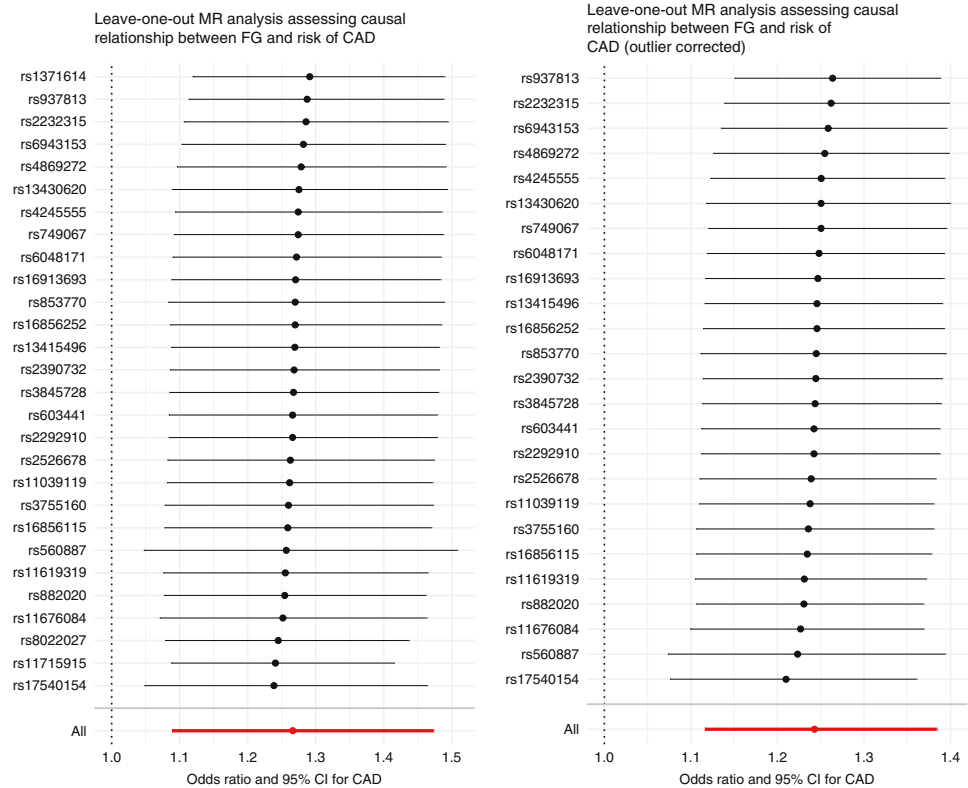 Leave-one-out MR analysis assessing causal
relationship between FG and risk of CAD
rs1371614
rs937813
rs2232315
rs6943153
rs4869272
rs13430620
rs4245555
rs749067
rs6048171
rs16913693
rs853770
rs16856252
rs13415496
rs2390732
rs3845728
rs603441
rs2292910
rs2526678
rs11039119
rs3755160
rs16856115
rs560887
rs11619319
rs882020
rs11676084
rs8022027
rs11715915
rs17540154
All
1.0 1.1 1.2 1.3 1.4 1.5
Odds ratio and 95% CI for CAD
Leave-one-out MR analysis assessing causal
relationship between FG and risk of
CAD (outlier corrected)
rs937813
rs2232315
rs6943153
rs4869272
rs4245555
rs13430620
rs749067
rs6048171
rs16913693
rs13415496
rs16856252
rs853770
rs2390732
rs3845728
rs603441
rs2292910
rs2526678
rs11039119
rs3755160
rs16856115
rs11619319
rs882020
rs11676084
rs560887
rs17540154
All
1.0 1.1 1.2 1.3 1.4
Odds ratio and 95% CI for CAD